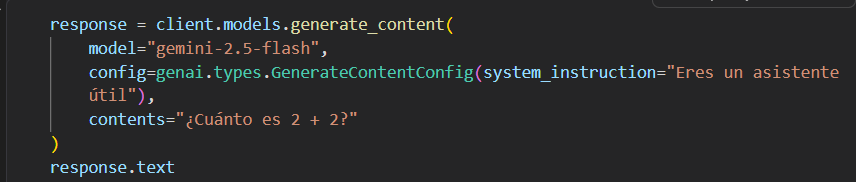 response = client.models.generate_content(
    model="gemini-2.5-flash",
    config=genai.types.GenerateContentConfig(system_instruction="Eres un asistente
    útil"),
    contents="¿Cuánto es 2 + 2?"
)
response.text